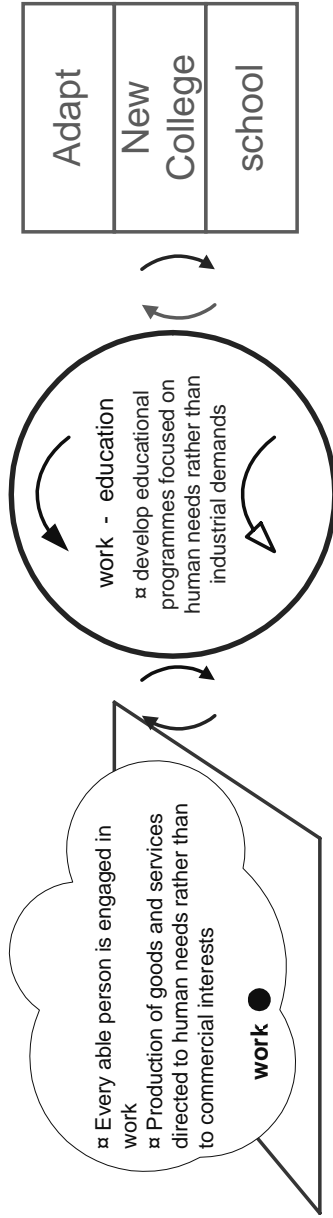 ¤ Every able person is engaged in
work
¤ Production of goods and services
directed to human needs rather than
to commercial interests
work
work - education
¤ develop educational
programmes focused on
human needs rather than
industrial demands
Adapt
New
College
school